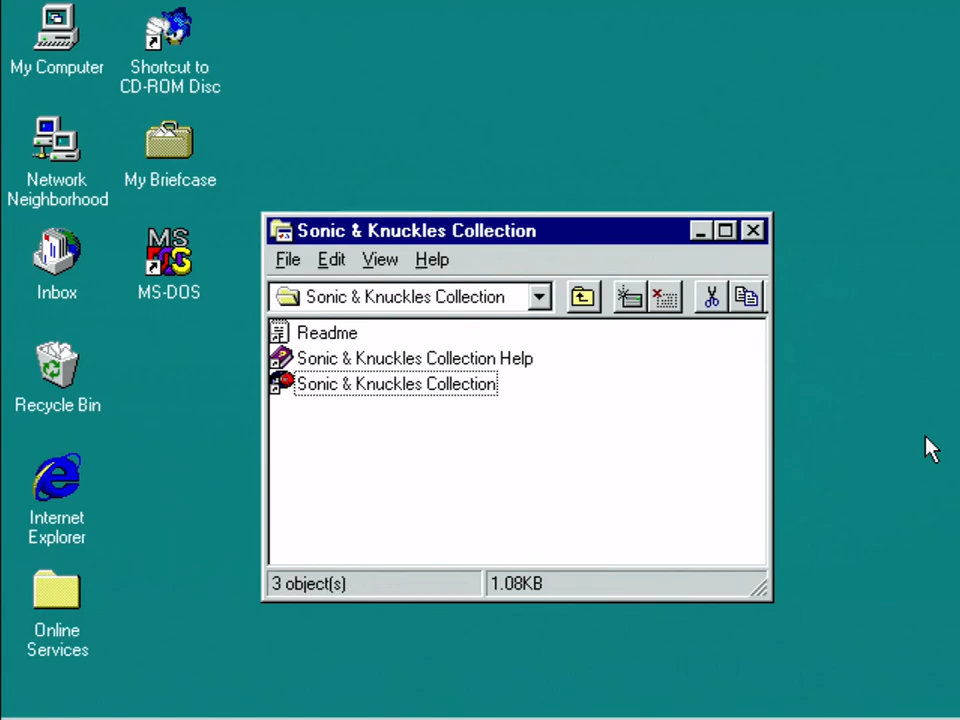 My Computer
Shortcut to
CD-ROM Disc
Network
Neighborhood
My Briefcase
Inbox
MS
DOS
MS-DOS
Recycle Bin
Internet
Explorer
Online
Services
Sonic & Knuckles Collection
File Edit View Help
Sonic & Knuckles Collection
Readme
Sonic & Knuckles Collection Help
Sonic & Knuckles Collection
3 object(s) 1.08KB